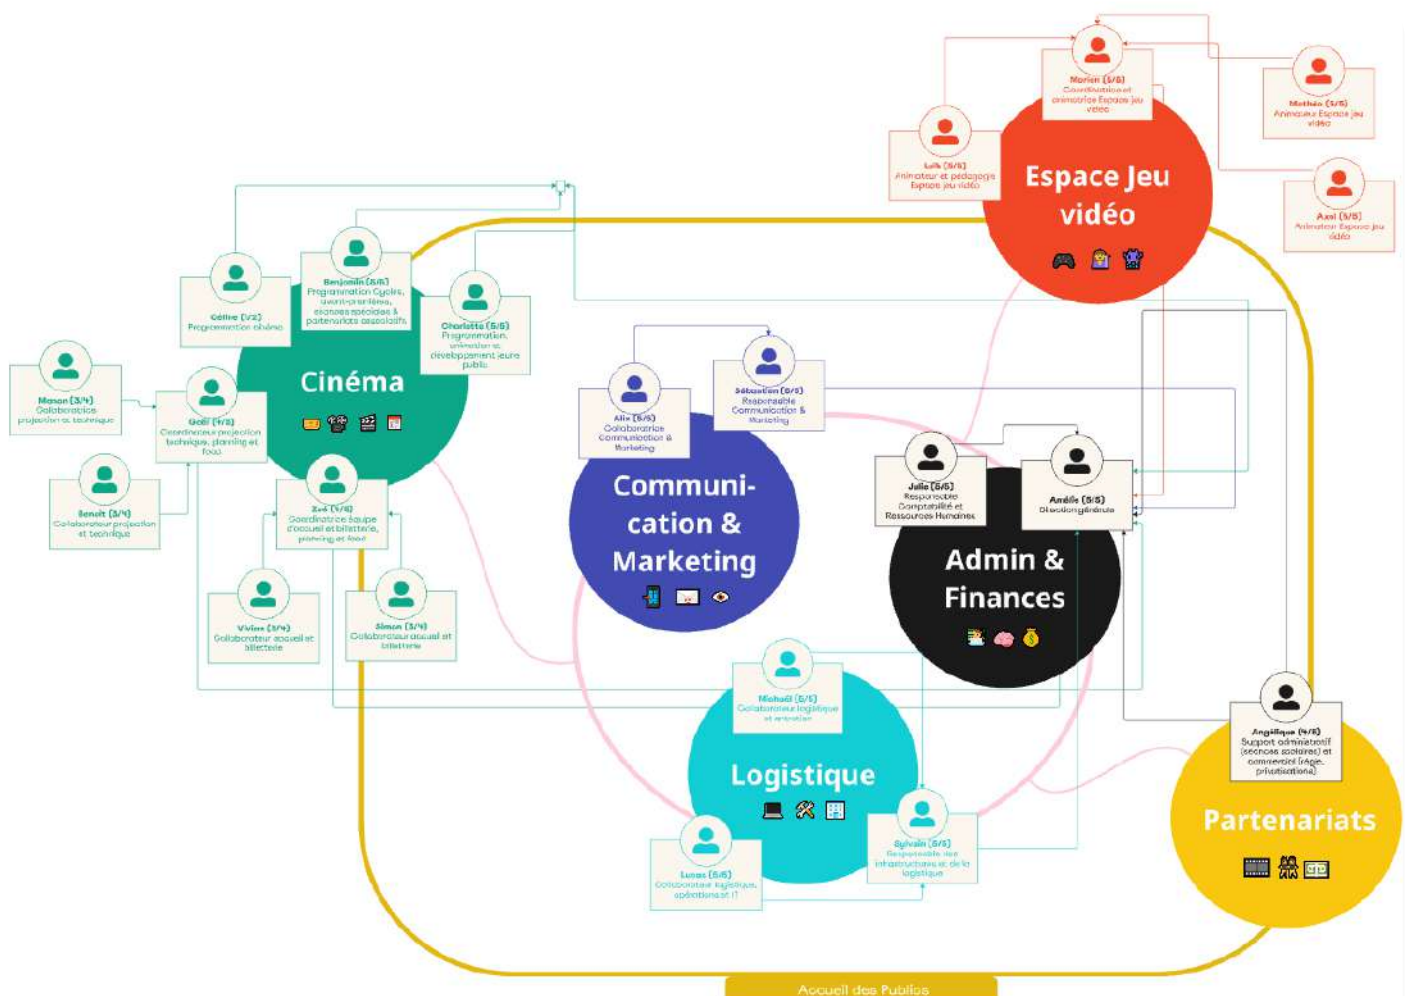 Marion (5/5)
Coordinatrice et
animatrice Espace jeu
vidéo
Mathéo (5/5)
Animateur Espace jeu
vidéo
Loïk (5/5)
Animateur et pédagogie
Espace jeu vidéo
Axel (5/5)
Animateur Espace jeu
vidéo
Espace Jeu
vidéo
Benjamin (5/5)
Programmation Cycles,
avant-premières,
séances spéciales &
partenariats associatifs
Céline (1/2)
Programmation cinéma
Charlotte (5/5)
Programmation,
animation et
développement jeune
public
Cinéma
Manon (3/4)
Collaboratrice
projection et technique
(4/5)
Coordinateur projection
technique, planning et
food
Benoît (3/4)
Collaborateur projection
et technique
Zoé (4/5)
Coordinatrice Équipe
d'accueil et billetterie,
planning et food
Vivien (3/4)
Collaborateur accueil et
billetterie
Simon (3/4)
Collaborateur accueil et
billetterie
Sébastien (5/5)
Responsable
Communication &
Marketing
Alix (5/5)
Collaboratrice
Communication &
Marketing
Communi-
cation &
Marketing
Julie (5/5)
Responsable
Comptabilité et
Ressources Humaines
Amélie (5/5)
Direction générale
Admin &
Finances
Michaël (5/5)
Collaborateur logistique
et entretien
Logistique
Lucas (5/5)
Collaborateur logistique,
opérations et IT
Sylvain (5/5)
Responsable des
infrastructures et de la
logistique
Angélique (4/5)
Support administratif
(séances scolaires) et
commercial (régie,
privatisations)
Partenariats
Accueil des Publics